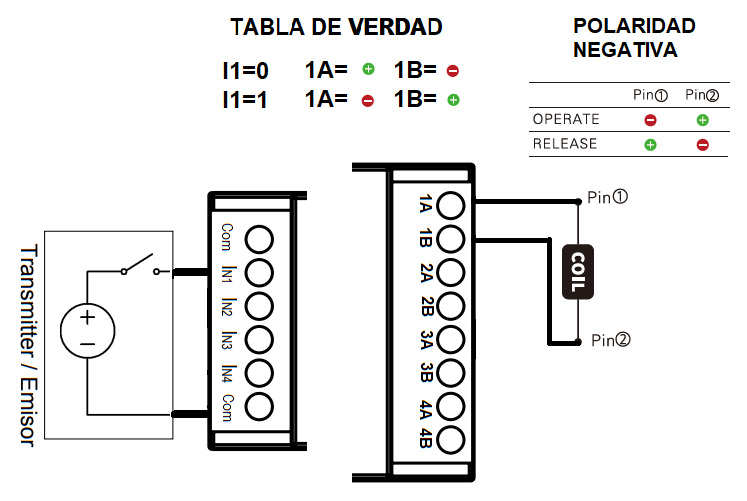 TABLA DE VERDAD
I1=0 1A= + 1B= −
I1=1 1A= − 1B= +
POLARIDAD
NEGATIVA
Pin① Pin②
OPERATE − +
RELEASE + −
Transmitter / Emisor
+
−
Com
IN1
IN2
IN3
IN4
Com
1A
1B
2A
2B
3A
3B
4A
4B
Pin①
COIL
Pin②